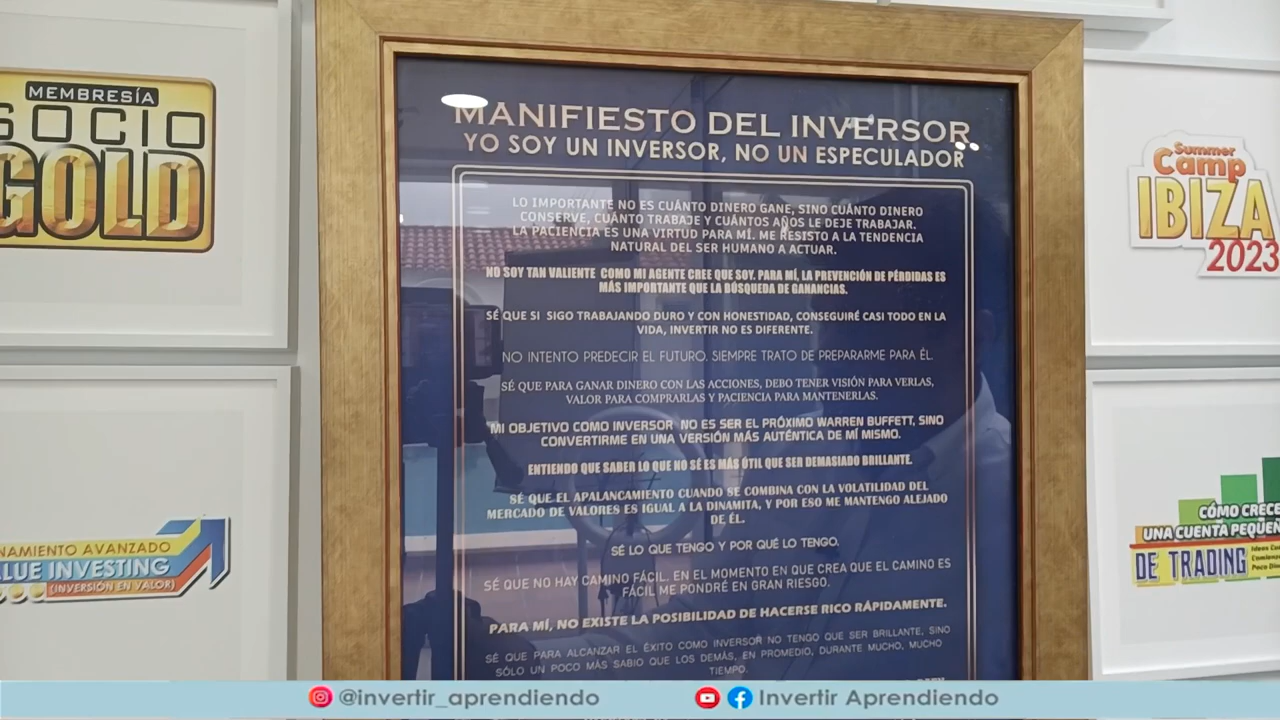 MEMBRESÍA
SOCIO
GOLD
MANIFIESTO DEL INVERSOR
YO SOY UN INVERSOR, NO UN ESPECULADOR
LO IMPORTANTE NO ES CUÁNTO DINERO GANE, SINO CUÁNTO DINERO
CONSERVE, CUÁNTO TRABAJE Y CUÁNTOS AÑOS LE DEJE TRABAJAR.
LA PACIENCIA ES UNA VIRTUD PARA MÍ. ME RESISTO A LA TENDENCIA
NATURAL DEL SER HUMANO A ACTUAR.
NO SOY TAN VALIENTE COMO MI AGENTE CREE QUE SOY. PARA MÍ, LA PREVENCIÓN DE PÉRDIDAS ES
MÁS IMPORTANTE QUE LA BÚSQUEDA DE GANANCIAS.
SÉ QUE SI SIGO TRABAJANDO DURO Y CON HONESTIDAD, CONSEGUIRÉ CASI TODO EN LA
VIDA, INVERTIR NO ES DIFERENTE.
NO INTENTO PREDECIR EL FUTURO. SIEMPRE TRATO DE PREPARARME PARA ÉL.
SÉ QUE PARA GANAR DINERO CON LAS ACCIONES, DEBO TENER VISIÓN PARA VERLAS,
VALOR PARA COMPRARLAS Y PACIENCIA PARA MANTENERLAS.
MI OBJETIVO COMO INVERSOR NO ES SER EL PRÓXIMO WARREN BUFFETT, SINO
CONVERTIRME EN UNA VERSIÓN MÁS AUTÉNTICA DE MÍ MISMO.
ENTIENDO QUE SABER LO QUE NO SÉ ES MÁS ÚTIL QUE SER DEMASIADO BRILLANTE.
SÉ QUE EL APALANCAMIENTO CUANDO SE COMBINA CON LA VOLATILIDAD DEL
MERCADO DE VALORES ES IGUAL A LA DINAMITA, Y POR ESO ME MANTENGO ALEJADO
DE ÉL.
SÉ LO QUE TENGO Y POR QUÉ LO TENGO.
SÉ QUE NO HAY CAMINO FÁCIL. EN EL MOMENTO EN QUE CREA QUE EL CAMINO ES
FÁCIL ME PONDRÉ EN GRAN RIESGO.
PARA MÍ, NO EXISTE LA POSIBILIDAD DE HACERSE RICO RÁPIDAMENTE.
SÉ QUE PARA ALCANZAR EL ÉXITO COMO INVERSOR NO TENGO QUE SER BRILLANTE, SINO
SÓLO UN POCO MÁS SABIO QUE LOS DEMÁS, EN PROMEDIO, DURANTE MUCHO, MUCHO
TIEMPO.
Summer
Camp
IBIZA
2023
NAMIENTO AVANZADO
ALUE INVESTING
(INVERSIÓN EN VALOR)
CÓMO CRECE
UNA CUENTA PEQUEÑ
DE TRADING
@invertir_aprendiendo
Invertir Aprendiendo